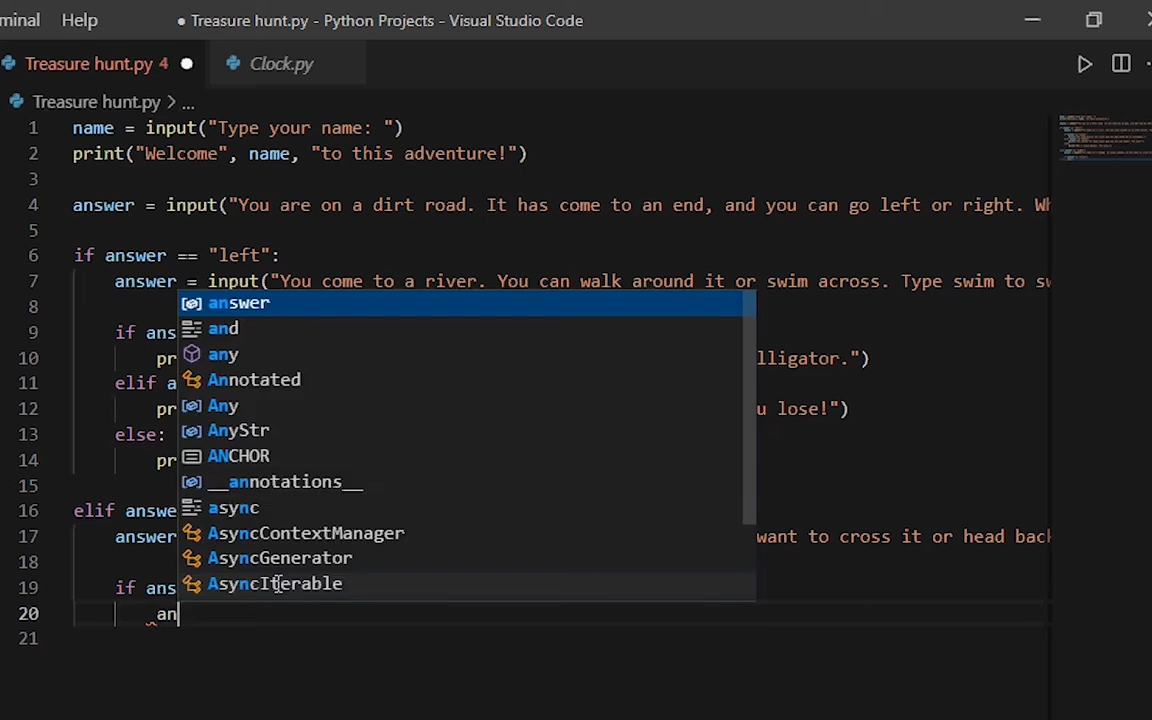 minal Help ● Treasure hunt.py - Python Projects - Visual Studio Code
Treasure hunt.py 4 ● Clock.py
Treasure hunt.py > ...
1 name = input("Type your name: ")
2 print("Welcome", name, "to this adventure!")
3
4 answer = input("You are on a dirt road. It has come to an end, and you can go left or right. Wh
5
6 if answer == "left":
7 answer = input("You come to a river. You can walk around it or swim across. Type swim to sw
8 answer
9 if ans and
10 pr any lligator.")
11 elif a Annotated
12 pr Any u lose!")
13 else: AnyStr
14 pr ANCHOR
15 __annotations__
16 elif answe async
17 answer AsyncContextManager want to cross it or head back
18 AsyncGenerator
19 if ans AsyncIterable
20 an
21